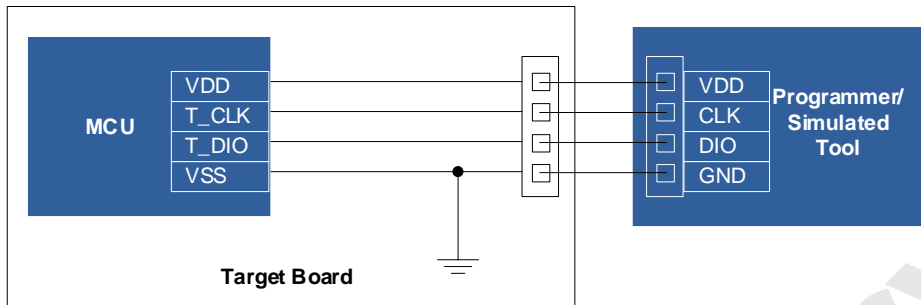 MCU
VDD
T_CLK
T_DIO
VSS
Target Board
VDD
CLK
DIO
GND
Programmer/
Simulated
Tool